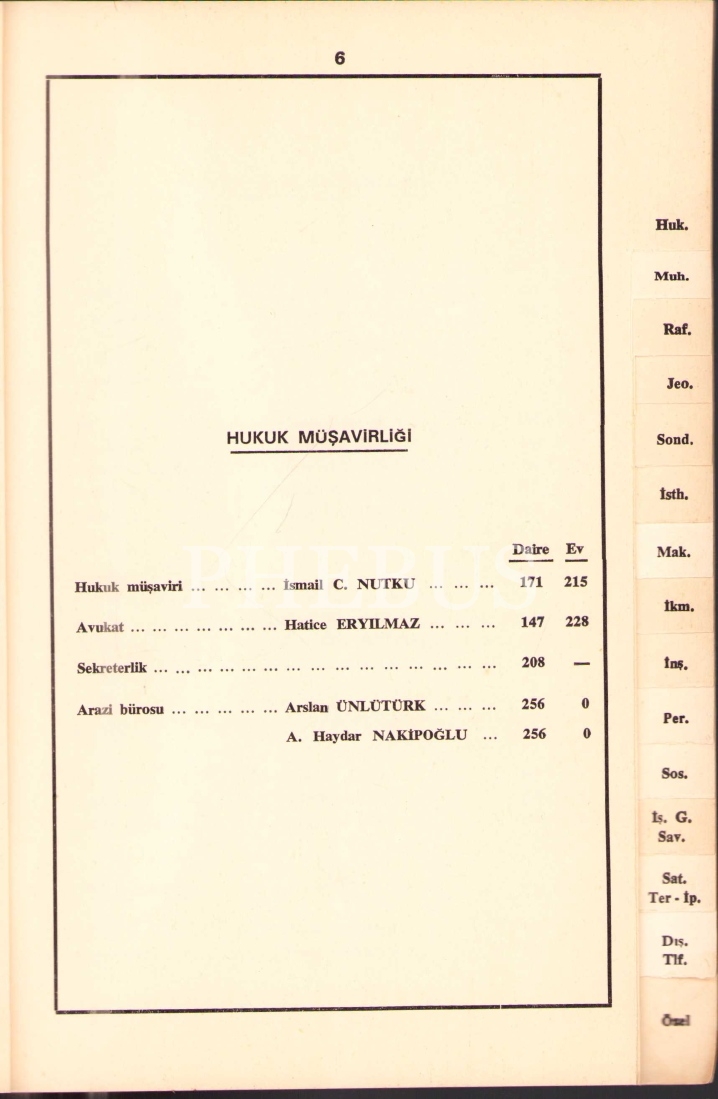 6
HUKUK MÜŞAVİRLİĞİ
Daire Ev
Hukuk müşaviri ... ... ... ... İsmail C. NUTKU ... ... ... 171 215
Avukat ... ... ... ... ... ... ... Hatice ERYILMAZ ... ... ... 147 228
Sekreterlik ... ... ... ... ... ... ... ... ... ... ... ... ... ... ... 208 —
Arazi bürosu ... ... ... ... ... Arslan ÜNLÜTÜRK ... ... ... 256 0
A. Haydar NAKİPOĞLU ... 256 0
Huk.
Muh.
Raf.
Jeo.
Sond.
İsth.
Mak.
İkm.
İnş.
Per.
Sos.
İş. G.
Sav.
Sat.
Ter - İp.
Dış.
Tlf.
Özel
PHEBUS